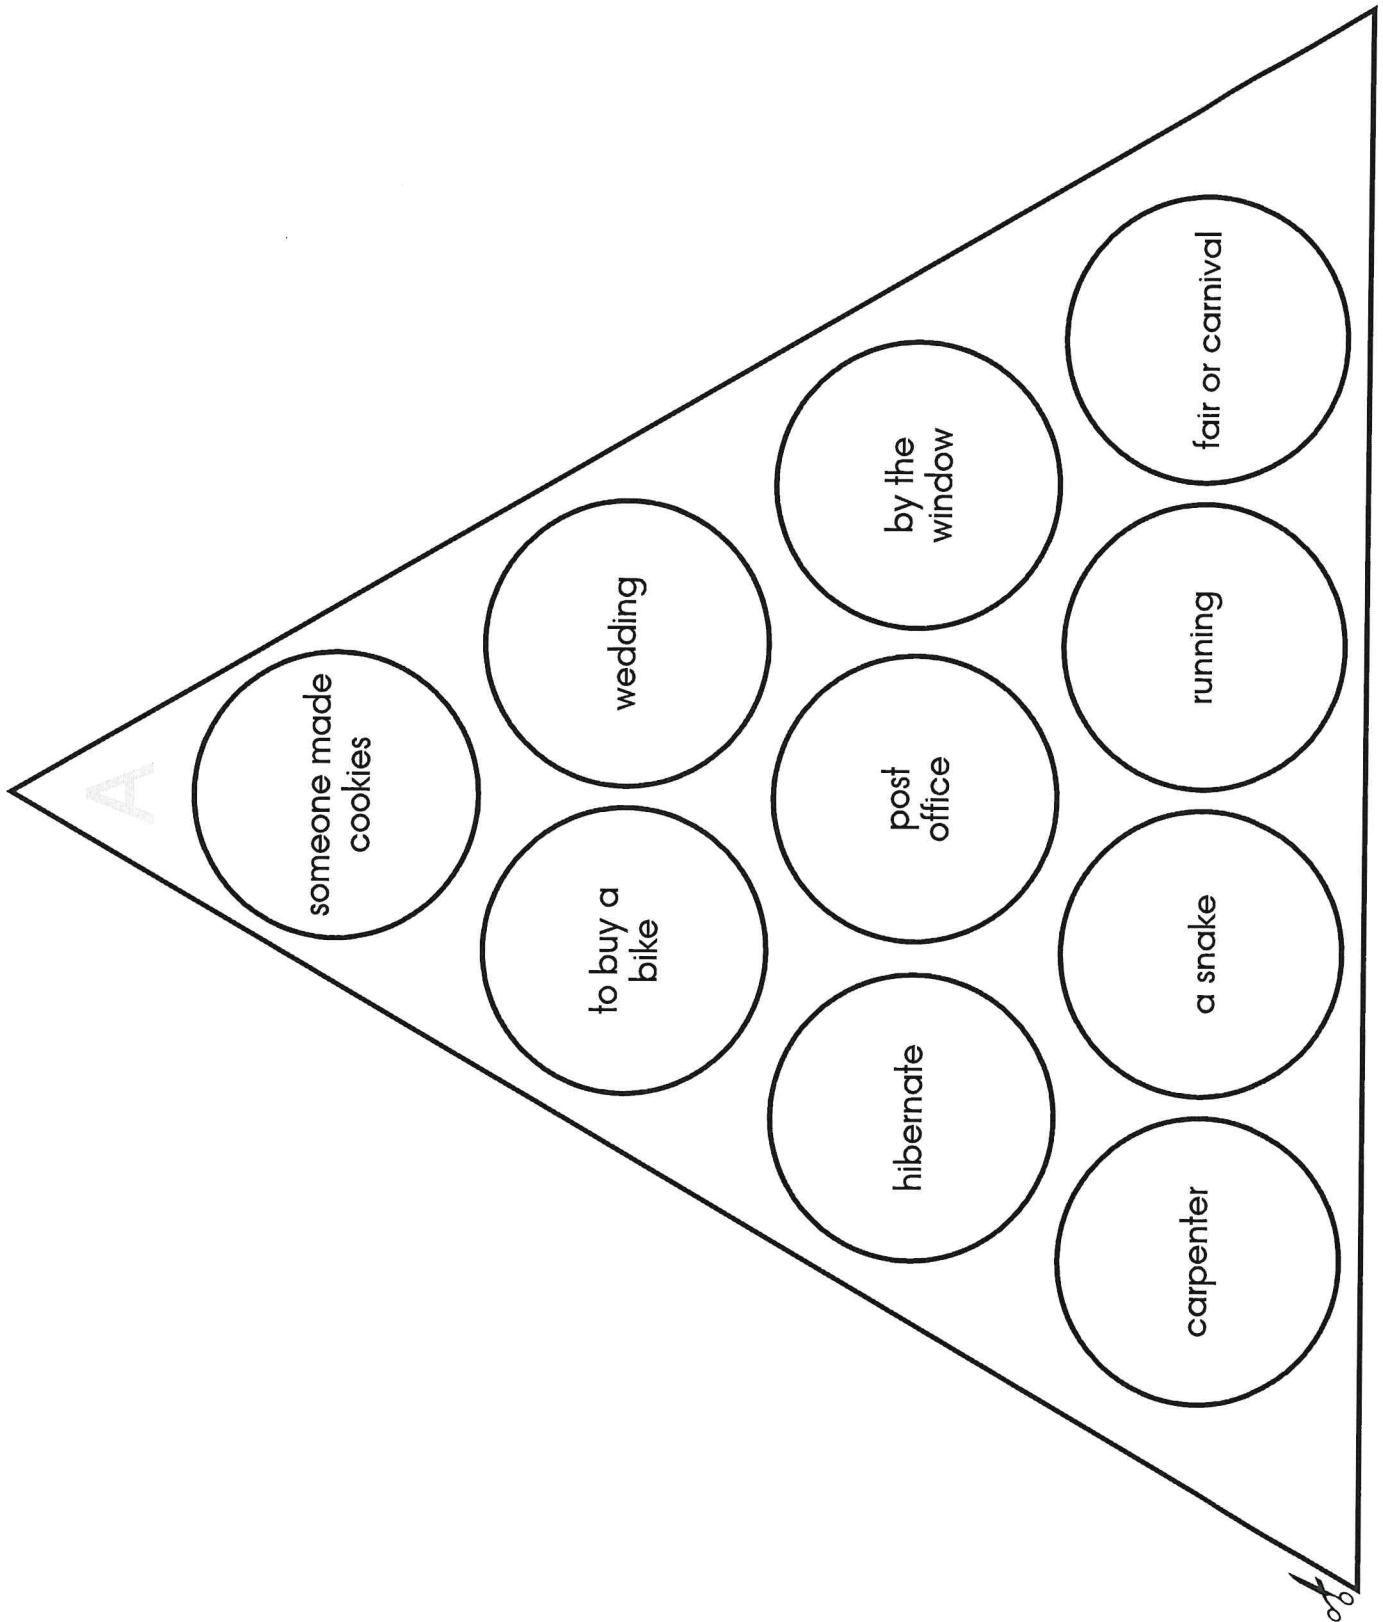 A
someone made
cookies
to buy a
bike
wedding
hibernate
post
office
by the
window
carpenter
a snake
running
fair or carnival